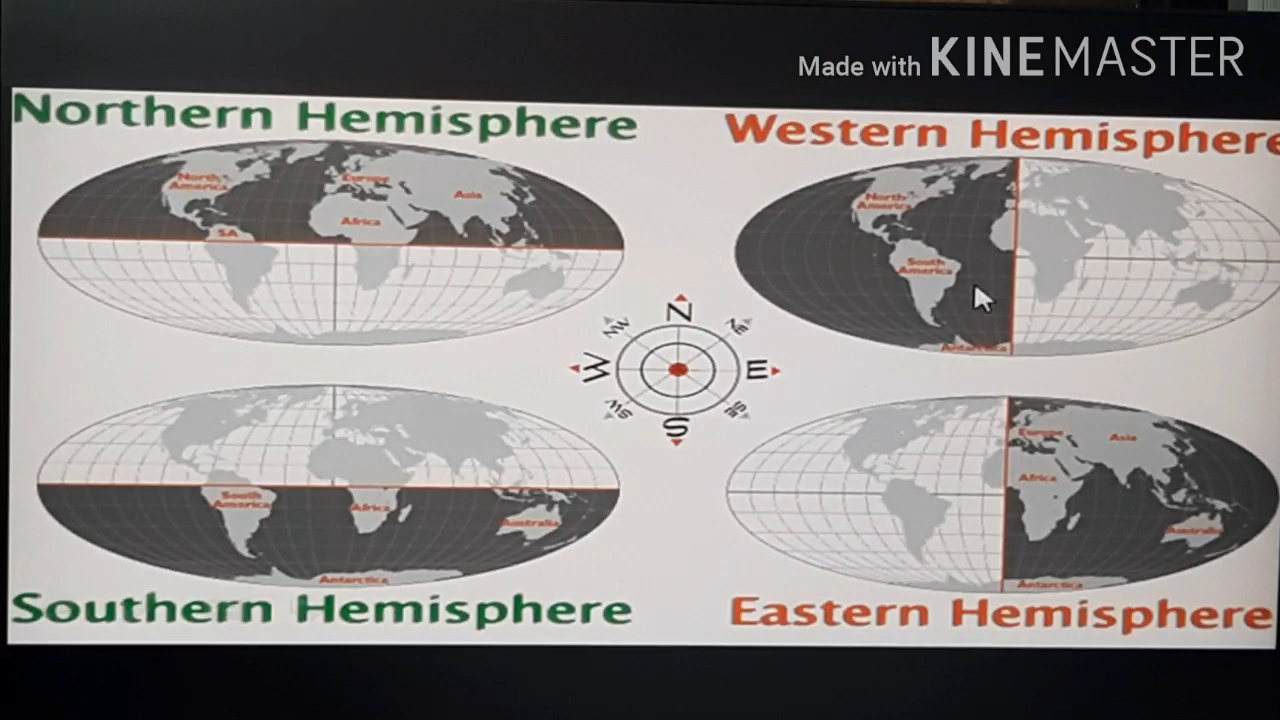 Made with KINEMASTER
Northern Hemisphere
North
America
Europe
Asia
Africa
SA
Western Hemisphere
North
America
South
America
Antarctica
N
NE
E
SE
S
SW
W
NW
South
America
Africa
Australia
Antarctica
Southern Hemisphere
Europe
Asia
Africa
Australia
Antarctica
Eastern Hemisphere